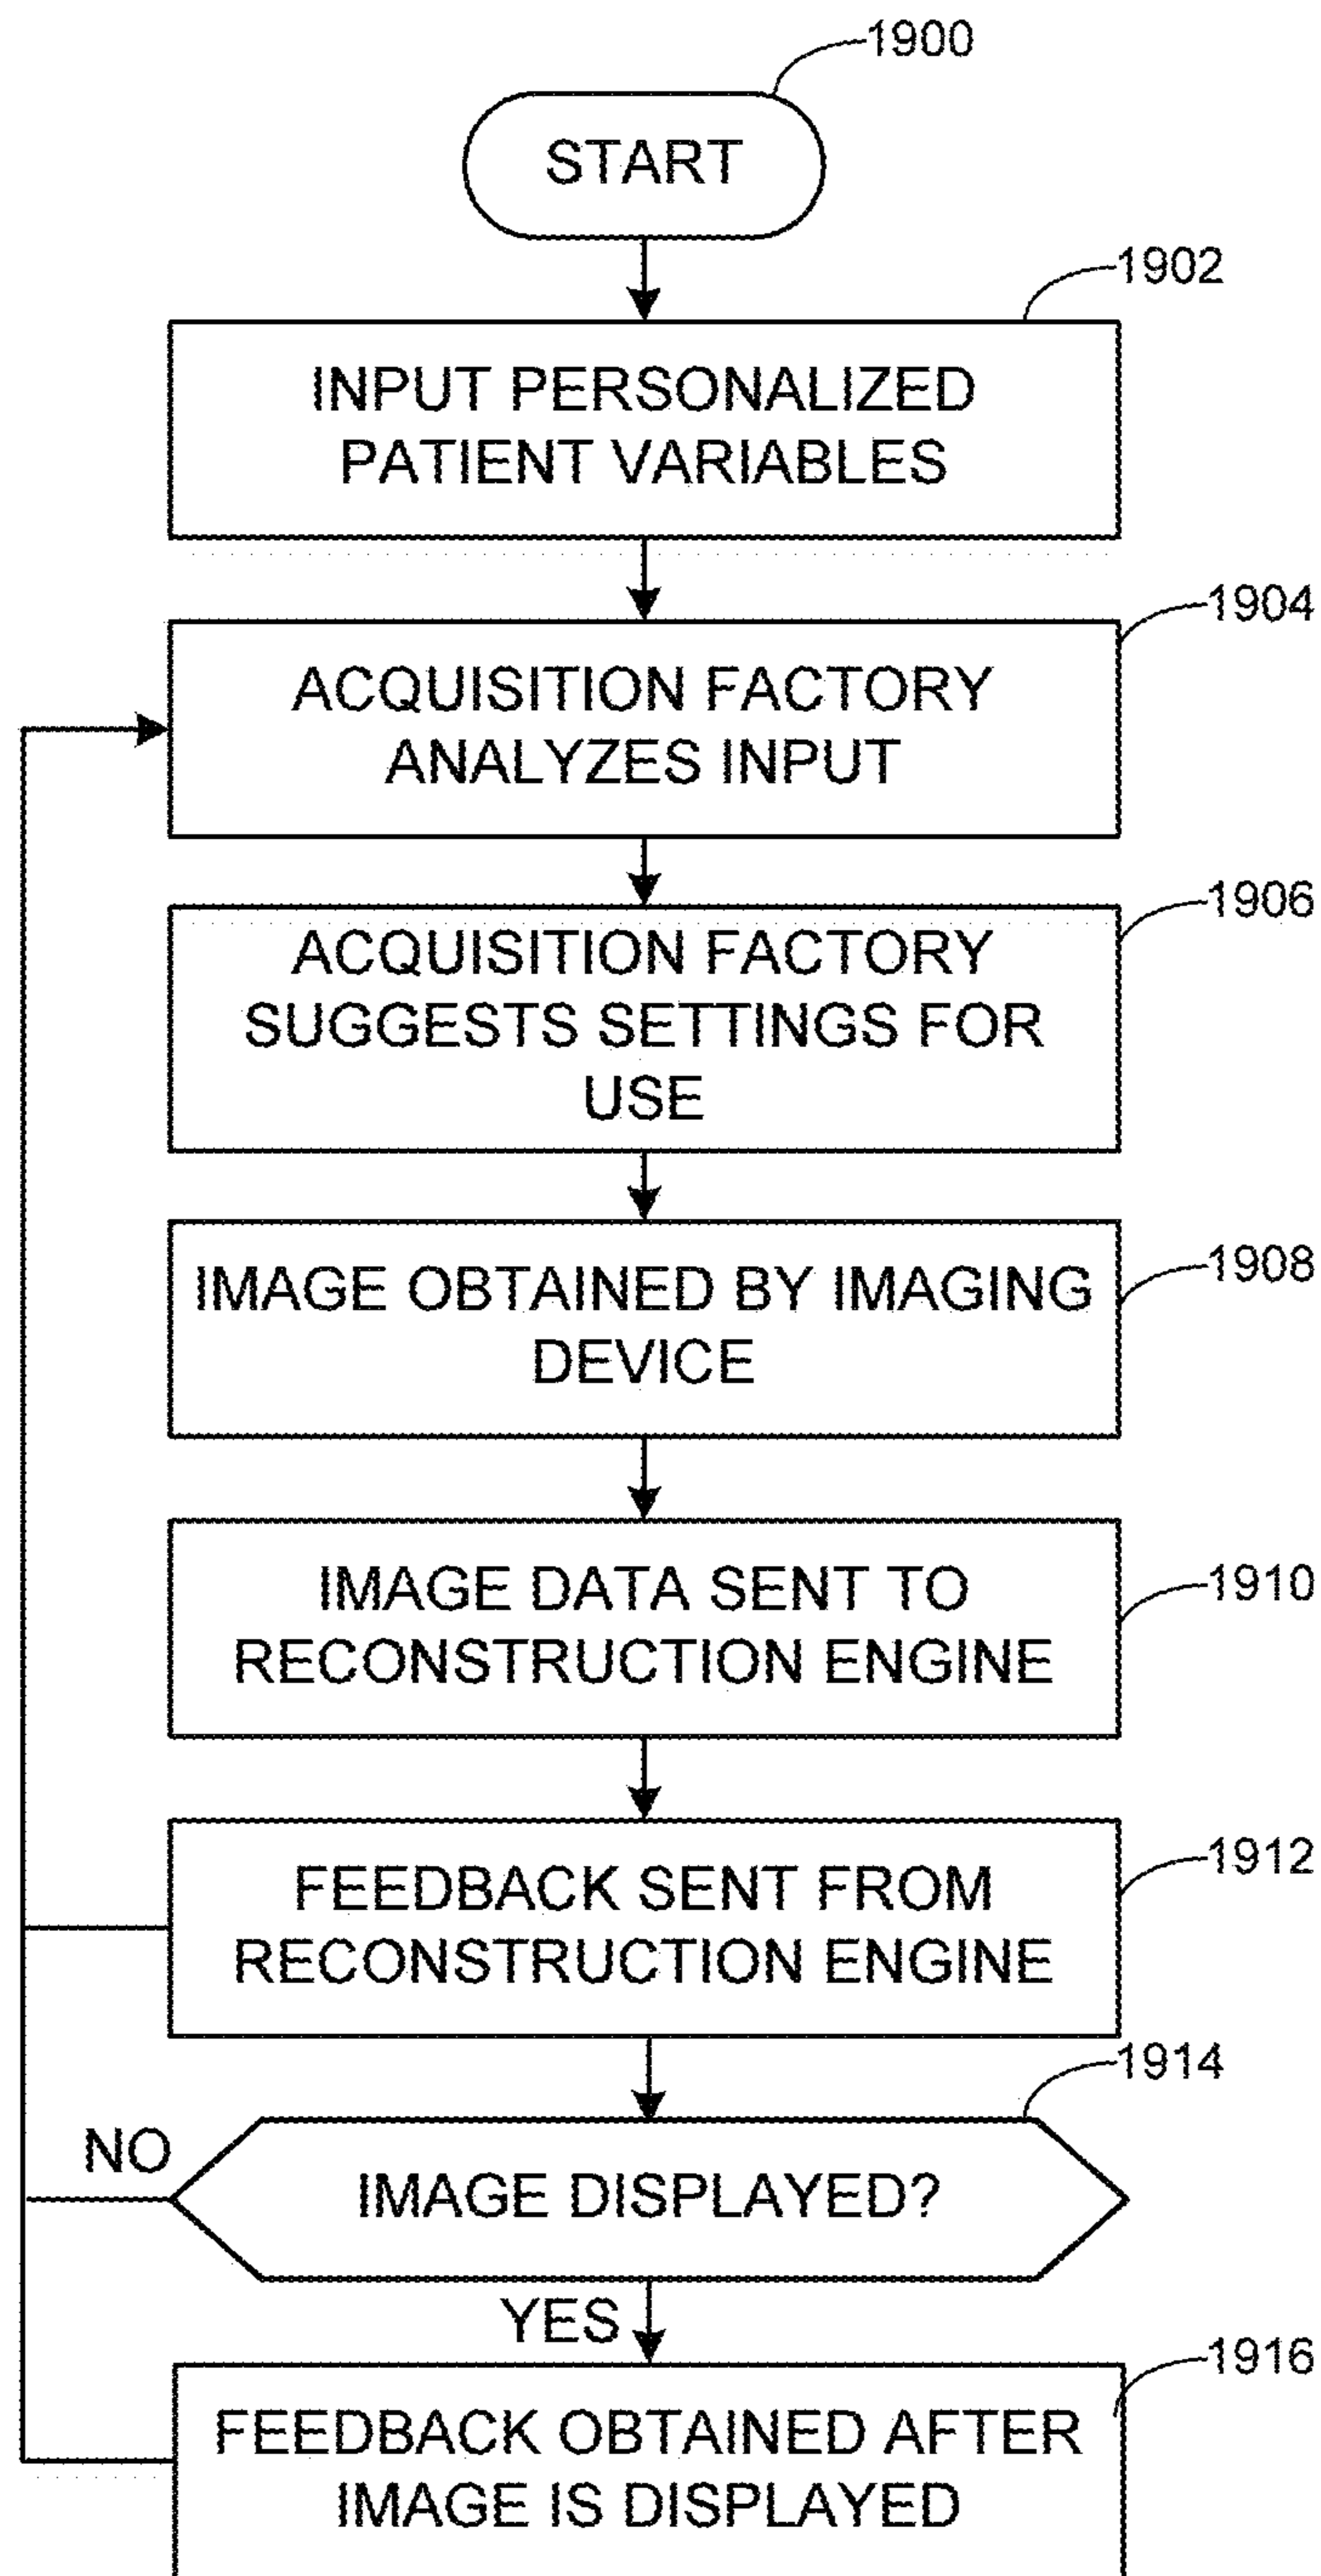 1900
START
1902
INPUT PERSONALIZED
PATIENT VARIABLES
1904
ACQUISITION FACTORY
ANALYZES INPUT
1906
ACQUISITION FACTORY
SUGGESTS SETTINGS FOR
USE
1908
IMAGE OBTAINED BY IMAGING
DEVICE
1910
IMAGE DATA SENT TO
RECONSTRUCTION ENGINE
1912
FEEDBACK SENT FROM
RECONSTRUCTION ENGINE
1914
NO
IMAGE DISPLAYED?
YES
1916
FEEDBACK OBTAINED AFTER
IMAGE IS DISPLAYED